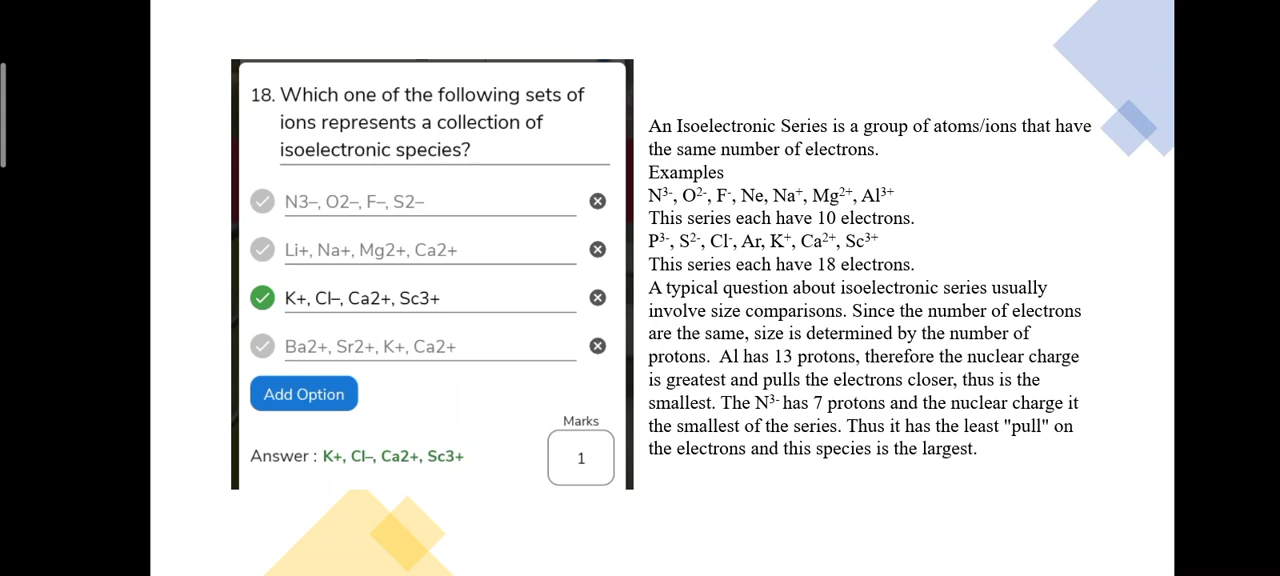 18. Which one of the following sets of
ions represents a collection of
isoelectronic species?
N3–, O2–, F–, S2–
Li+, Na+, Mg2+, Ca2+
K+, Cl–, Ca2+, Sc3+
Ba2+, Sr2+, K+, Ca2+
Add Option
Marks
1
Answer : K+, Cl–, Ca2+, Sc3+
An Isoelectronic Series is a group of atoms/ions that have
the same number of electrons.
Examples
N³⁻, O²⁻, F⁻, Ne, Na⁺, Mg²⁺, Al³⁺
This series each have 10 electrons.
P³⁻, S²⁻, Cl⁻, Ar, K⁺, Ca²⁺, Sc³⁺
This series each have 18 electrons.
A typical question about isoelectronic series usually
involve size comparisons. Since the number of electrons
are the same, size is determined by the number of
protons. Al has 13 protons, therefore the nuclear charge
is greatest and pulls the electrons closer, thus is the
smallest. The N³⁻ has 7 protons and the nuclear charge it
the smallest of the series. Thus it has the least "pull" on
the electrons and this species is the largest.